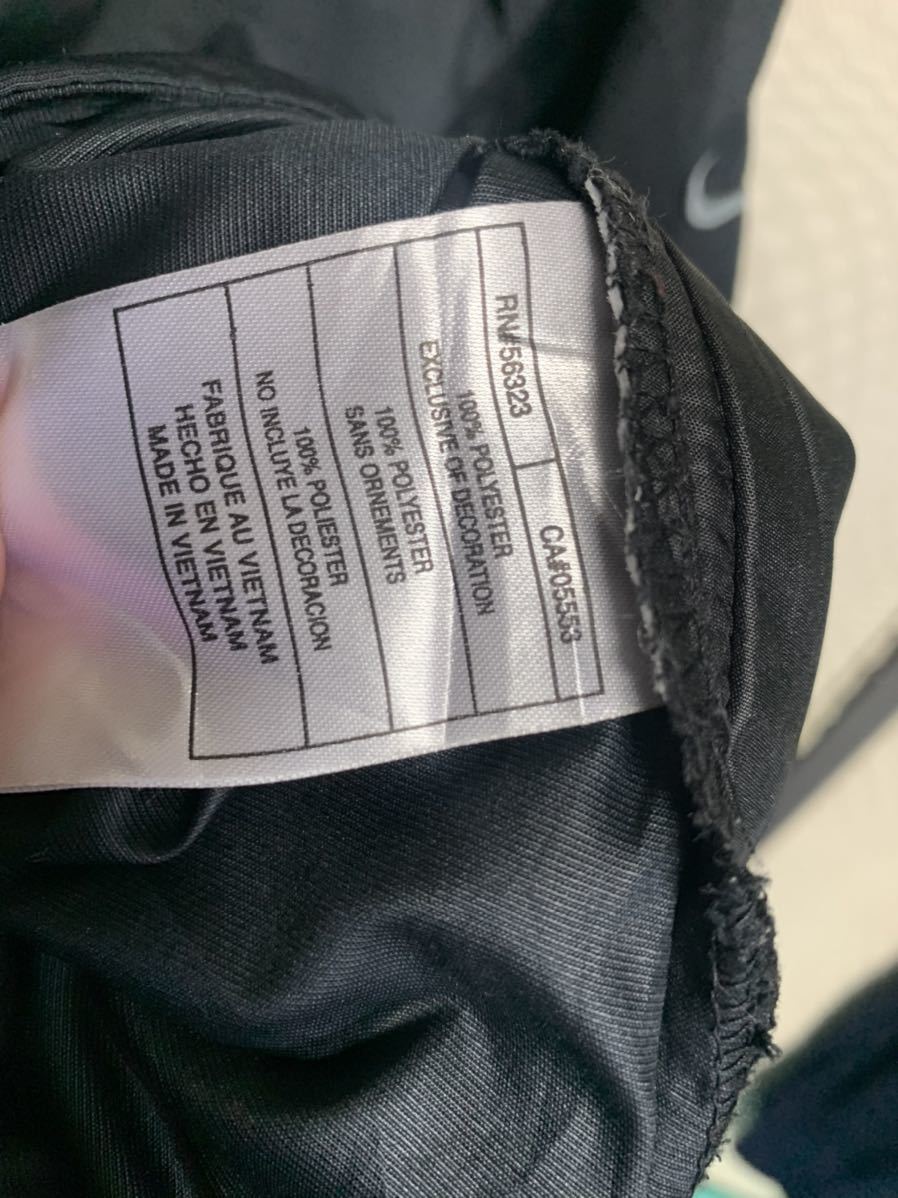 RN#56323
CA#05553
100% POLYESTER
EXCLUSIVE OF DECORATION
100% POLYESTER
SANS ORNEMENTS
100% POLIESTER
NO INCLUYE LA DECORACION
FABRIQUE AU VIETNAM
HECHO EN VIETNAM
MADE IN VIETNAM